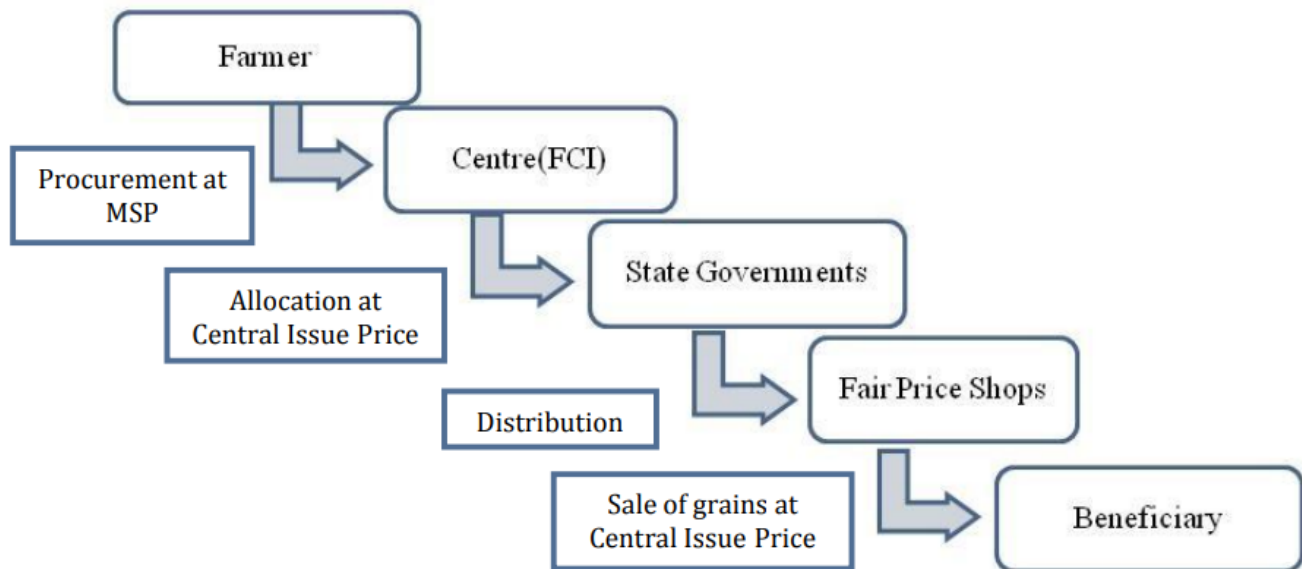 Farmer
Centre(FCI)
Procurement at
MSP
State Governments
Allocation at
Central Issue Price
Fair Price Shops
Distribution
Sale of grains at
Central Issue Price
Beneficiary